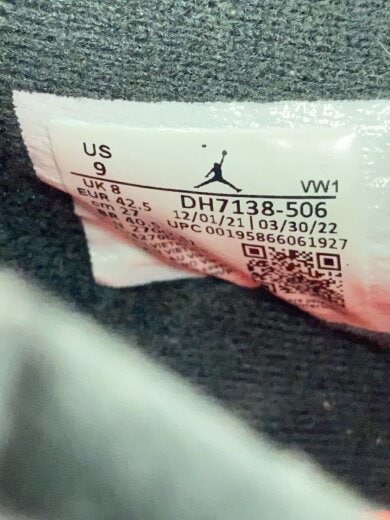 US
9
VW1
UK 8
EUR 42.5
cm 27
DH7138-506
12/01/21 | 03/30/22
UPC 00195866061927